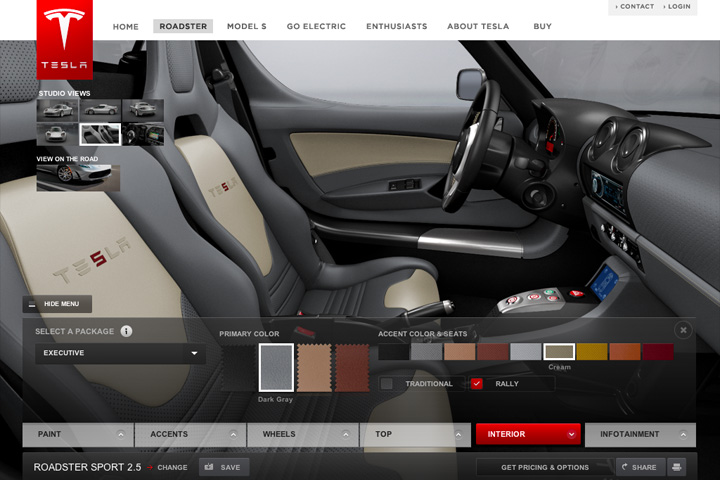 › CONTACT › LOGIN
TESLA
HOME ROADSTER MODEL S GO ELECTRIC ENTHUSIASTS ABOUT TESLA BUY
STUDIO VIEWS
VIEW ON THE ROAD
TESLA
TESLA
HIDE MENU
SELECT A PACKAGE i
PRIMARY COLOR
ACCENT COLOR & SEATS
EXECUTIVE
Cream
TRADITIONAL RALLY
Dark Gray
PAINT ACCENTS WHEELS TOP INTERIOR INFOTAINMENT
ROADSTER SPORT 2.5 CHANGE SAVE GET PRICING & OPTIONS SHARE